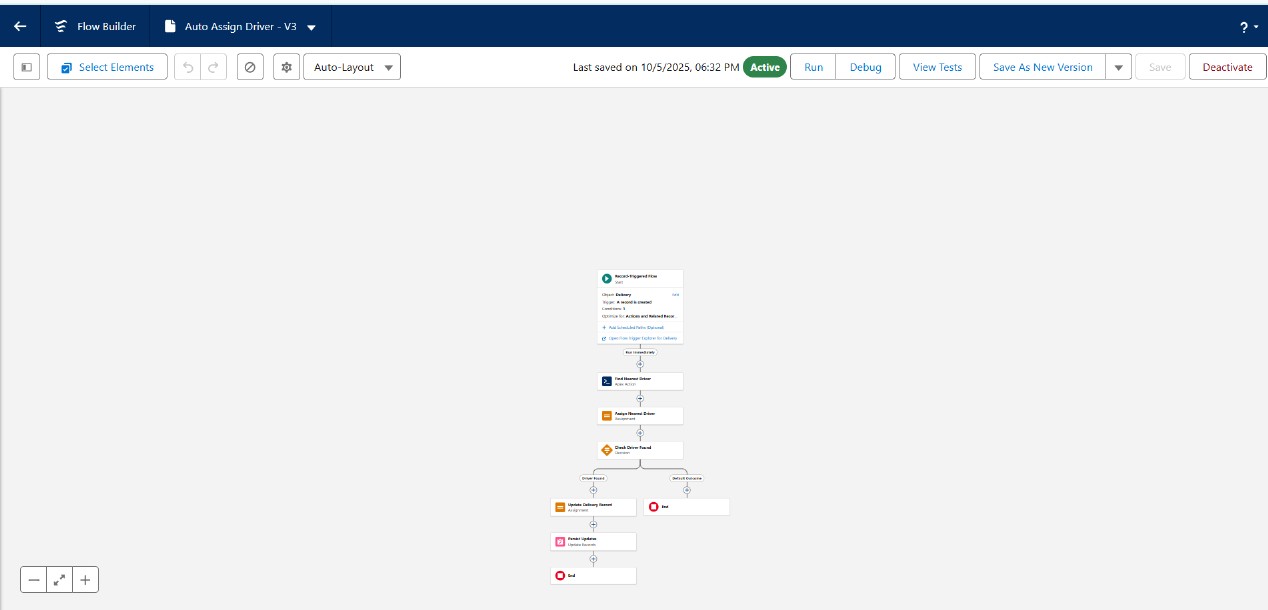 Flow Builder
Auto Assign Driver - V3
?
Select Elements
Auto-Layout
Last saved on 10/5/2025, 06:32 PM
Active
Run
Debug
View Tests
Save As New Version
Save
Deactivate
Record-Triggered Flow
Start
Object: Delivery
Edit
Trigger: A record is created
Optimize for: Actions and Related Recor...
Add Scheduled Paths (Optional)
Open Flow Trigger Explorer for Delivery
Run Immediately
Find Nearest Driver
Apex Action
Assign Nearest Driver
Assignment
Check Driver Found
Decision
Driver Found
Default Outcome
Update Delivery Record
Assignment
End
Persist Updates
Update Records
End